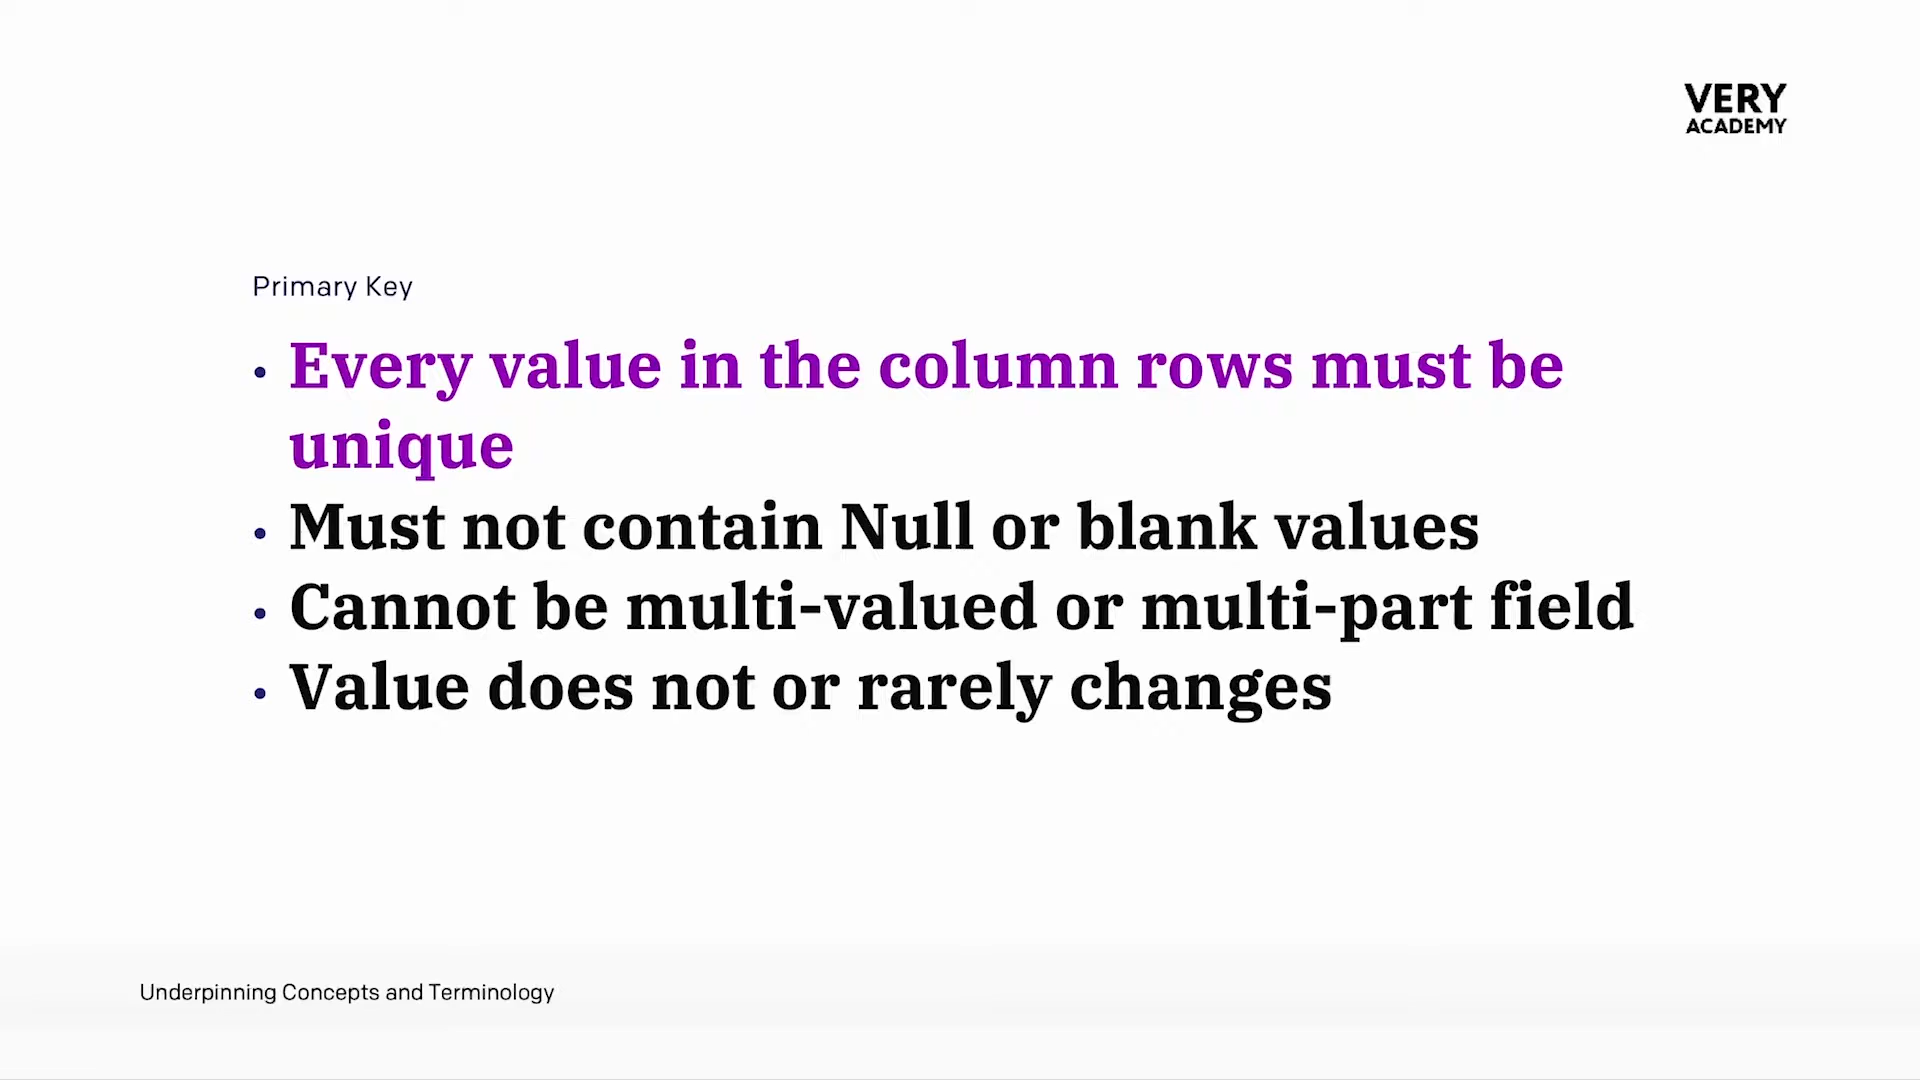 VERY
ACADEMY
Primary Key
• Every value in the column rows must be
unique
• Must not contain Null or blank values
• Cannot be multi-valued or multi-part field
• Value does not or rarely changes
Underpinning Concepts and Terminology